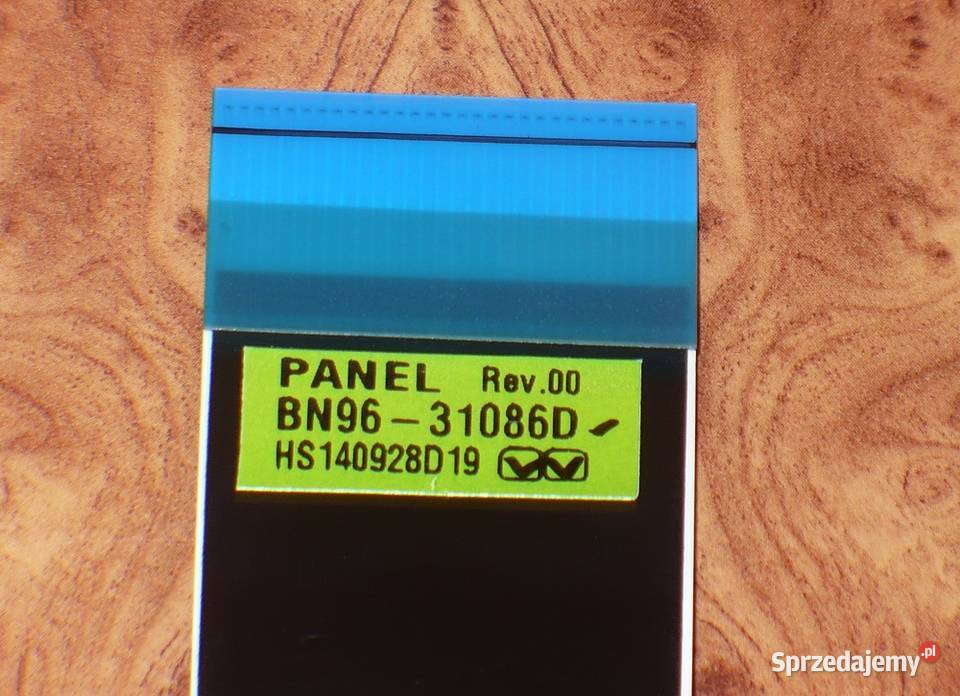 PANEL Rev.00
BN96-31086D
HS140928D19
Sprzedajemy.pl